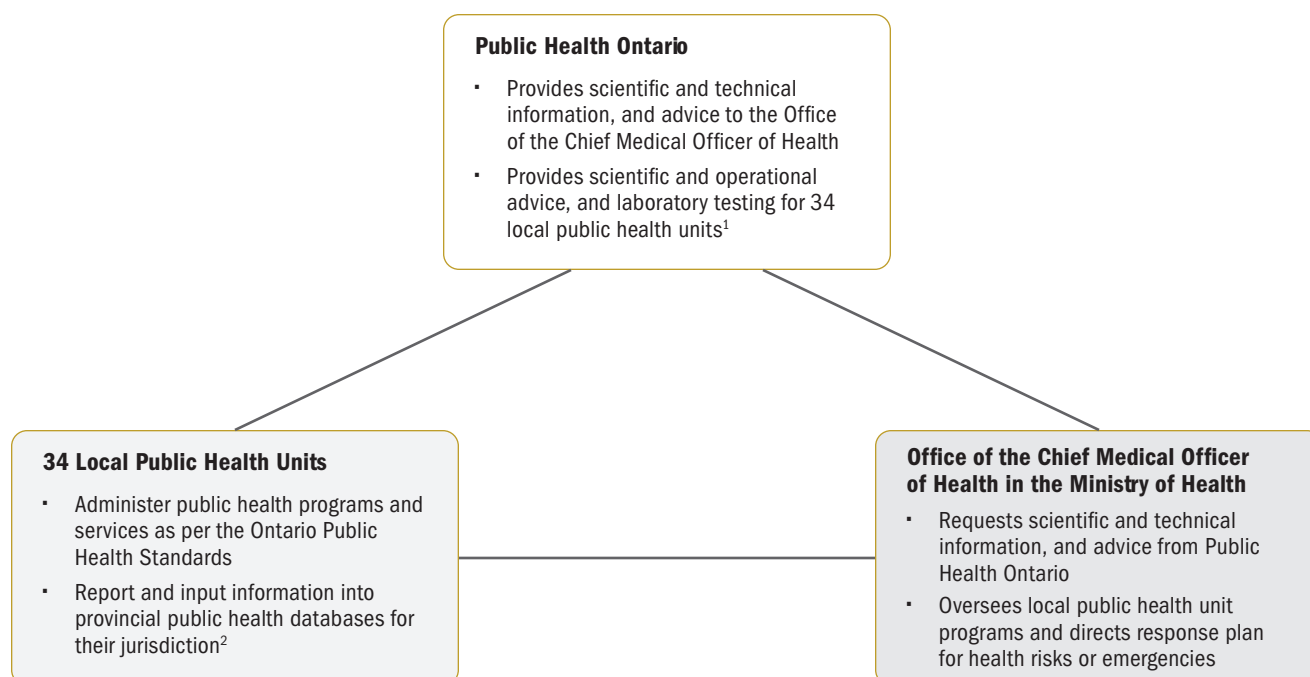 Public Health Ontario
▪ Provides scientific and technical
information, and advice to the Office
of the Chief Medical Officer of Health
▪ Provides scientific and operational
advice, and laboratory testing for 34
local public health units¹
34 Local Public Health Units
▪ Administer public health programs and
services as per the Ontario Public
Health Standards
▪ Report and input information into
provincial public health databases for
their jurisdiction²
Office of the Chief Medical Officer
of Health in the Ministry of Health
▪ Requests scientific and technical
information, and advice from Public
Health Ontario
▪ Oversees local public health unit
programs and directs response plan
for health risks or emergencies